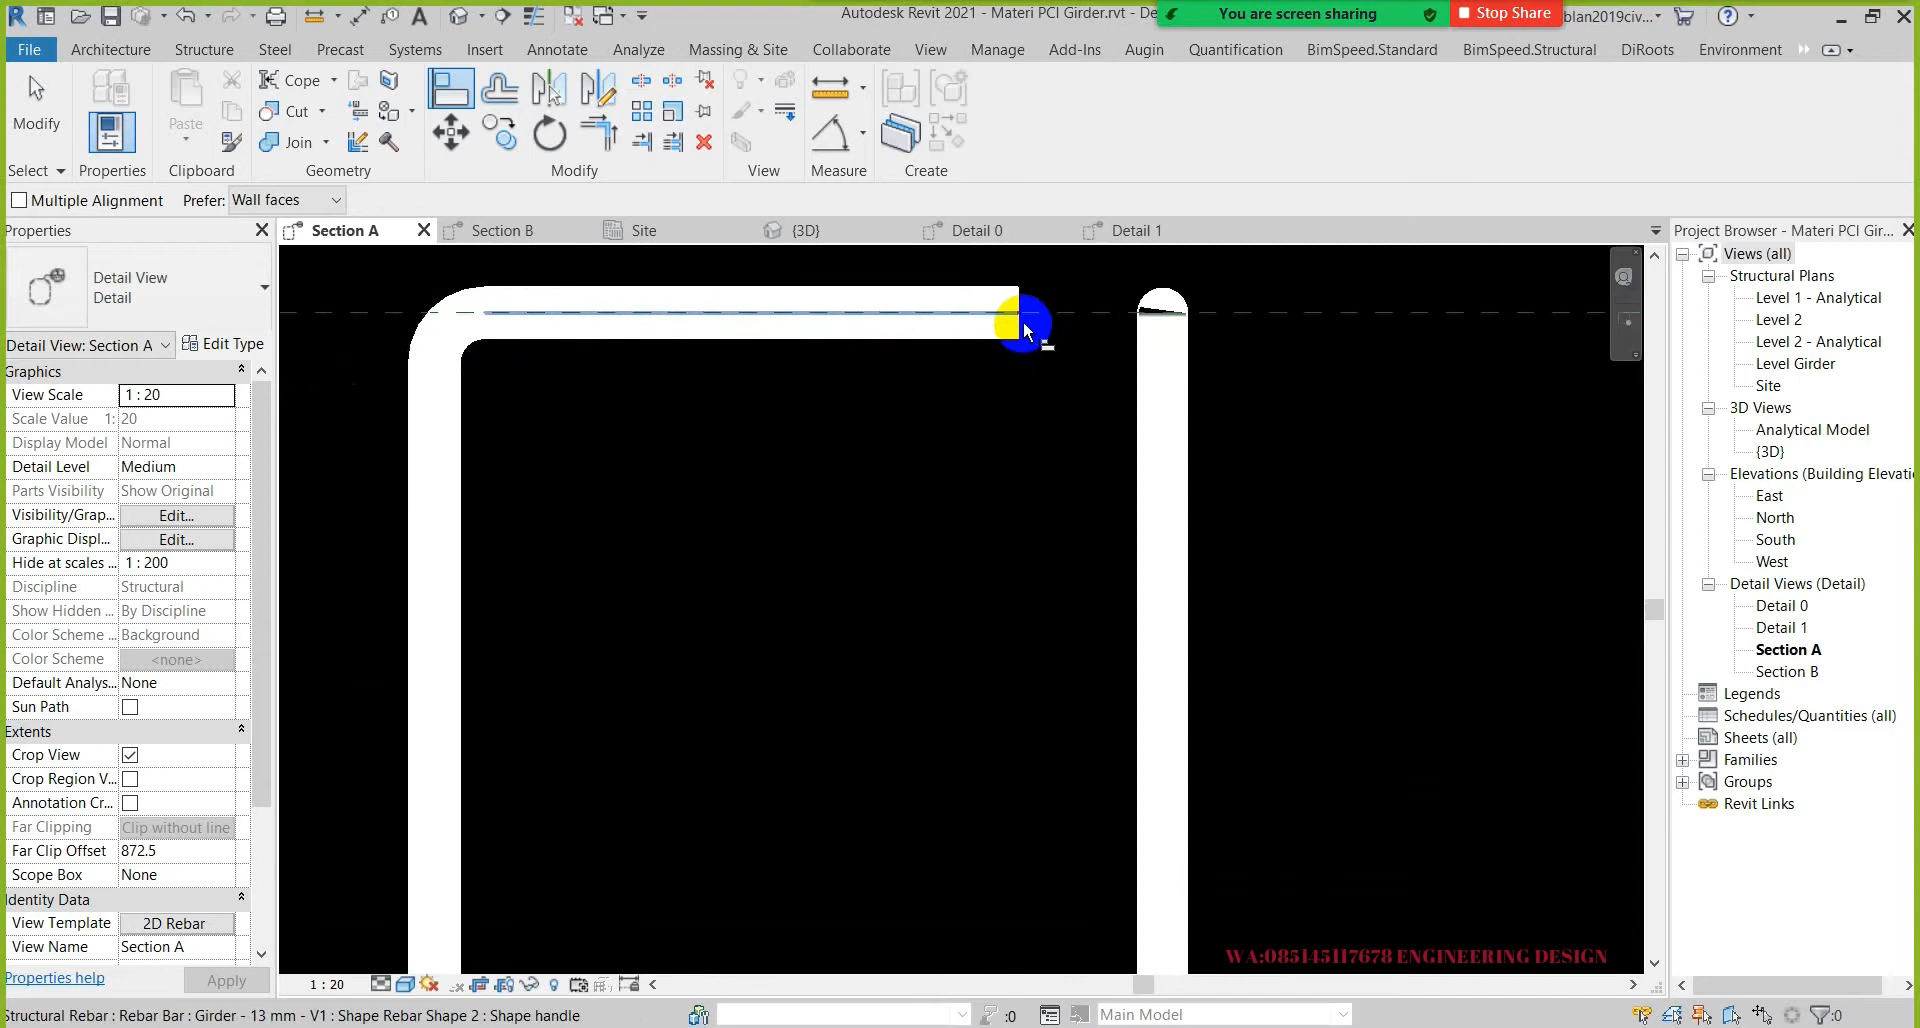 Autodesk Revit 2021 - Materi PCI Girder.rvt - De
You are screen sharing
Stop Share
blan2019civ...
File
Architecture
Structure
Steel
Precast
Systems
Insert
Annotate
Analyze
Massing & Site
Collaborate
View
Manage
Add-Ins
Augin
Quantification
BimSpeed.Standard
BimSpeed.Structural
DiRoots
Environment
Modify
Paste
Cope
Cut
Join
Select
Properties
Clipboard
Geometry
Modify
View
Measure
Create
Multiple Alignment
Prefer: Wall faces
Properties
Section A
Section B
Site
{3D}
Detail 0
Detail 1
Project Browser - Materi PCI Gir...
Detail View
Detail
Detail View: Section A
Edit Type
Graphics
View Scale 1 : 20
Scale Value 1: 20
Display Model Normal
Detail Level Medium
Parts Visibility Show Original
Visibility/Grap... Edit...
Graphic Displ... Edit...
Hide at scales ... 1 : 200
Discipline Structural
Show Hidden ... By Discipline
Color Scheme ... Background
Color Scheme <none>
Default Analys... None
Sun Path
Extents
Crop View
Crop Region V...
Annotation Cr...
Far Clipping Clip without line
Far Clip Offset 872.5
Scope Box None
Identity Data
View Template 2D Rebar
View Name Section A
Properties help
Apply
Views (all)
Structural Plans
Level 1 - Analytical
Level 2
Level 2 - Analytical
Level Girder
Site
3D Views
Analytical Model
{3D}
Elevations (Building Elevati
East
North
South
West
Detail Views (Detail)
Detail 0
Detail 1
Section A
Section B
Legends
Schedules/Quantities (all)
Sheets (all)
Families
Groups
Revit Links
WA:085145117678 ENGINEERING DESIGN
1 : 20
Structural Rebar : Rebar Bar : Girder - 13 mm - V1 : Shape Rebar Shape 2 : Shape handle
:0
Main Model
:0